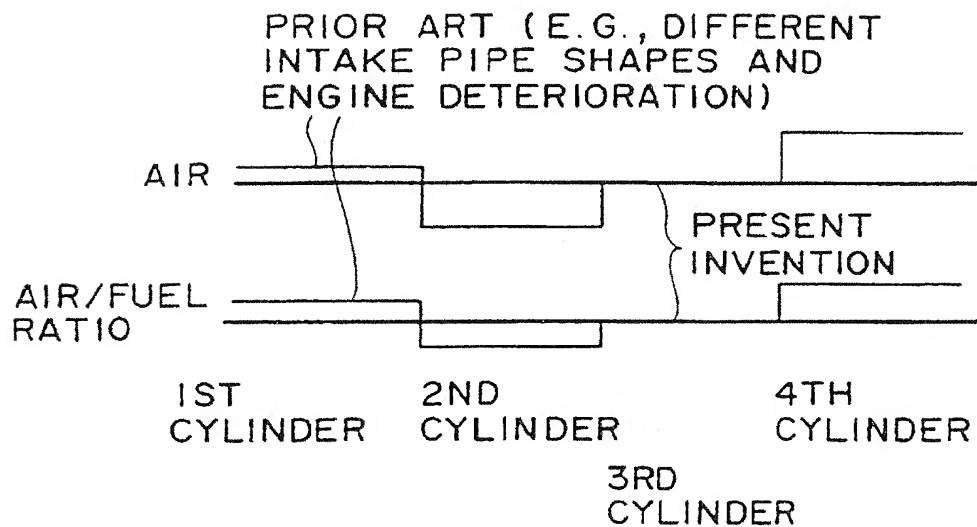 PRIOR ART (E.G., DIFFERENT
INTAKE PIPE SHAPES AND
ENGINE DETERIORATION)
AIR
PRESENT
INVENTION
AIR/FUEL
RATIO
1ST
CYLINDER
2ND
CYLINDER
3RD
CYLINDER
4TH
CYLINDER